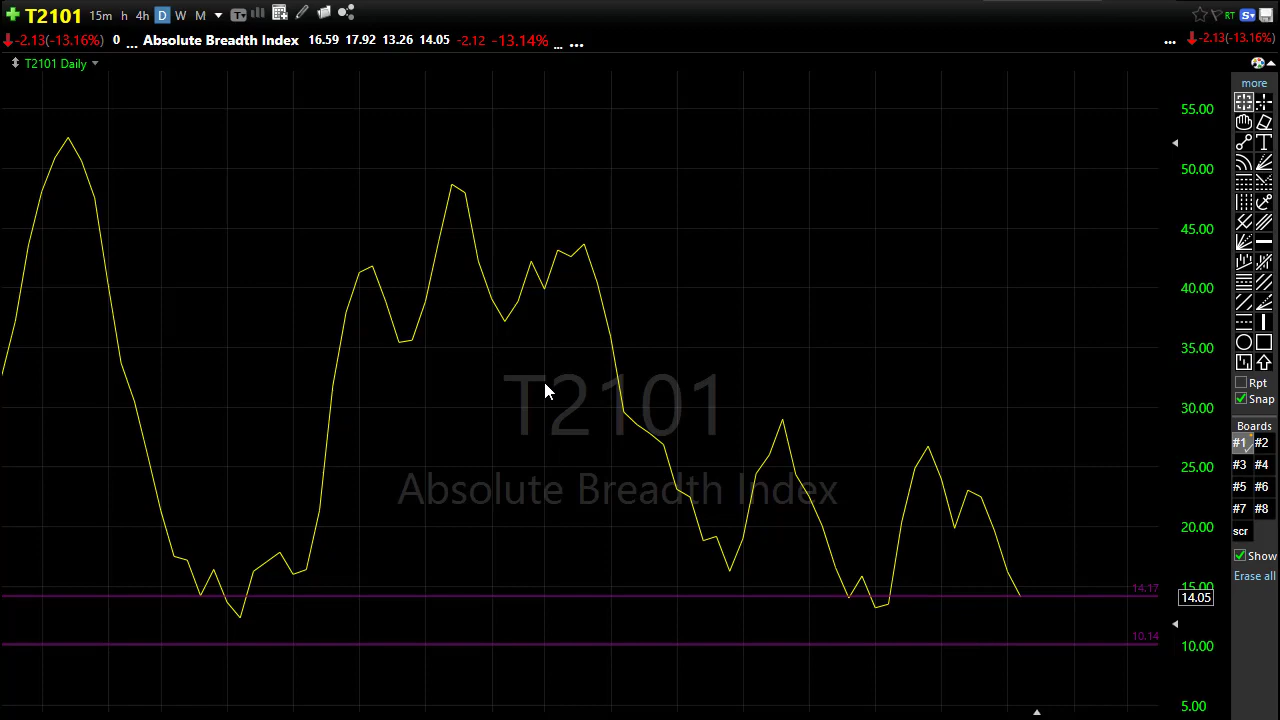 T2101 15m h 4h D W M T RT S
-2.13(-13.16%) 0 ... Absolute Breadth Index 16.59 17.92 13.26 14.05 -2.12 -13.14% ... ... ... -2.13(-13.16%)
T2101 Daily
more
55.00
50.00
45.00
40.00
35.00
30.00
25.00
20.00
15.00
14.05
10.00
5.00
14.17
10.14
T2101
Absolute Breadth Index
T
Rpt
Snap
Boards
#1 #2
#3 #4
#5 #6
#7 #8
scr
Show
Erase all